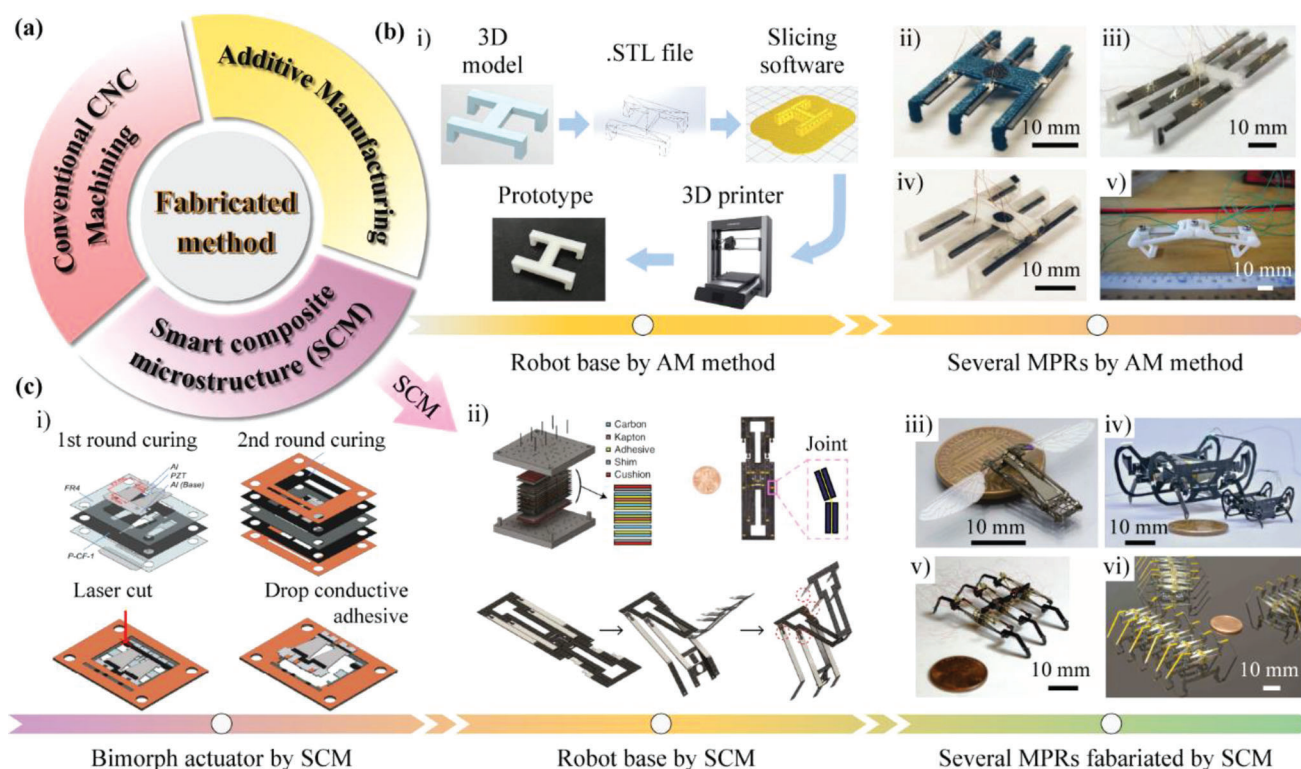 (a)
Conventional CNC
Machining
Additive Manufacturing
Fabricated
method
Smart composite
microstructure (SCM)
SCM
(b)
i)
3D
model
.STL file
Slicing
software
Prototype
3D printer
ii)
10 mm
iii)
10 mm
iv)
10 mm
v)
10 mm
Robot base by AM method
Several MPRs by AM method
(c)
i)
1st round curing
2nd round curing
Al
PZT
Al (Base)
FR4
P-CF-1
Laser cut
Drop conductive
adhesive
ii)
Carbon
Kapton
Adhesive
Shim
Cushion
Joint
iii)
10 mm
iv)
10 mm
v)
10 mm
vi)
10 mm
Bimorph actuator by SCM
Robot base by SCM
Several MPRs fabariated by SCM